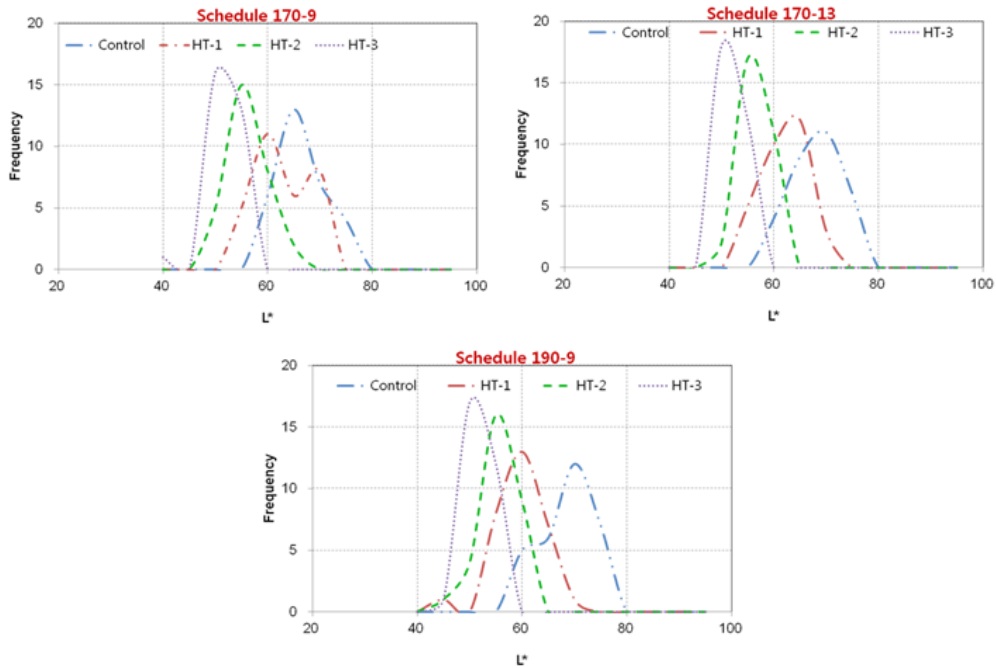 Schedule 170-9
20
15
10
5
0
Frequency
Control HT-1 HT-2 HT-3
20 40 60 80 100
L*
Schedule 170-13
20
15
10
5
0
Frequency
Control HT-1 HT-2 HT-3
20 40 60 80 100
L*
Schedule 190-9
20
15
10
5
0
Frequency
Control HT-1 HT-2 HT-3
20 40 60 80 100
L*